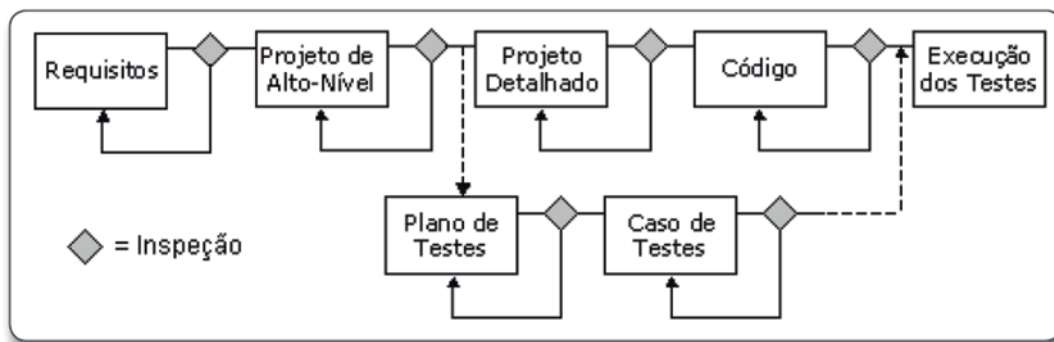 Requisitos
Projeto de
Alto-Nível
Projeto
Detalhado
Código
Execução
dos Testes
Plano de
Testes
Caso de
Testes
= Inspeção